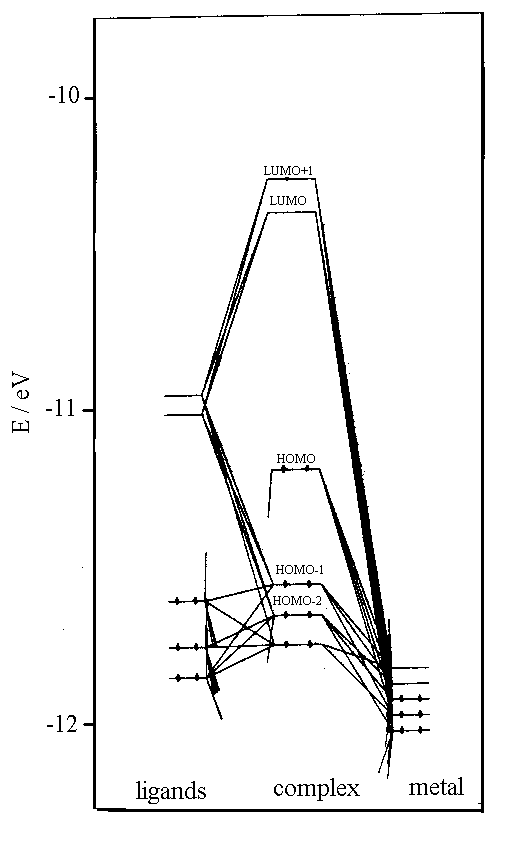 -10
LUMO+1
LUMO
E / eV
-11
HOMO
HOMO-1
HOMO-2
-12
ligands
complex
metal